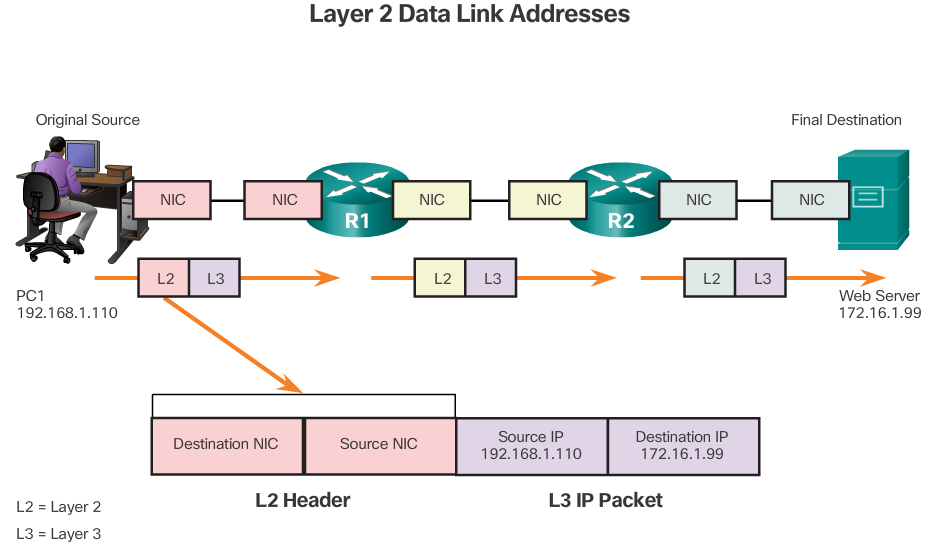 Layer 2 Data Link Addresses
Original Source
Final Destination
NIC
NIC
R1
NIC
NIC
R2
NIC
NIC
L2
L3
L2
L3
L2
L3
PC1
192.168.1.110
Web Server
172.16.1.99
Destination NIC
Source NIC
Source IP
192.168.1.110
Destination IP
172.16.1.99
L2 Header
L3 IP Packet
L2 = Layer 2
L3 = Layer 3